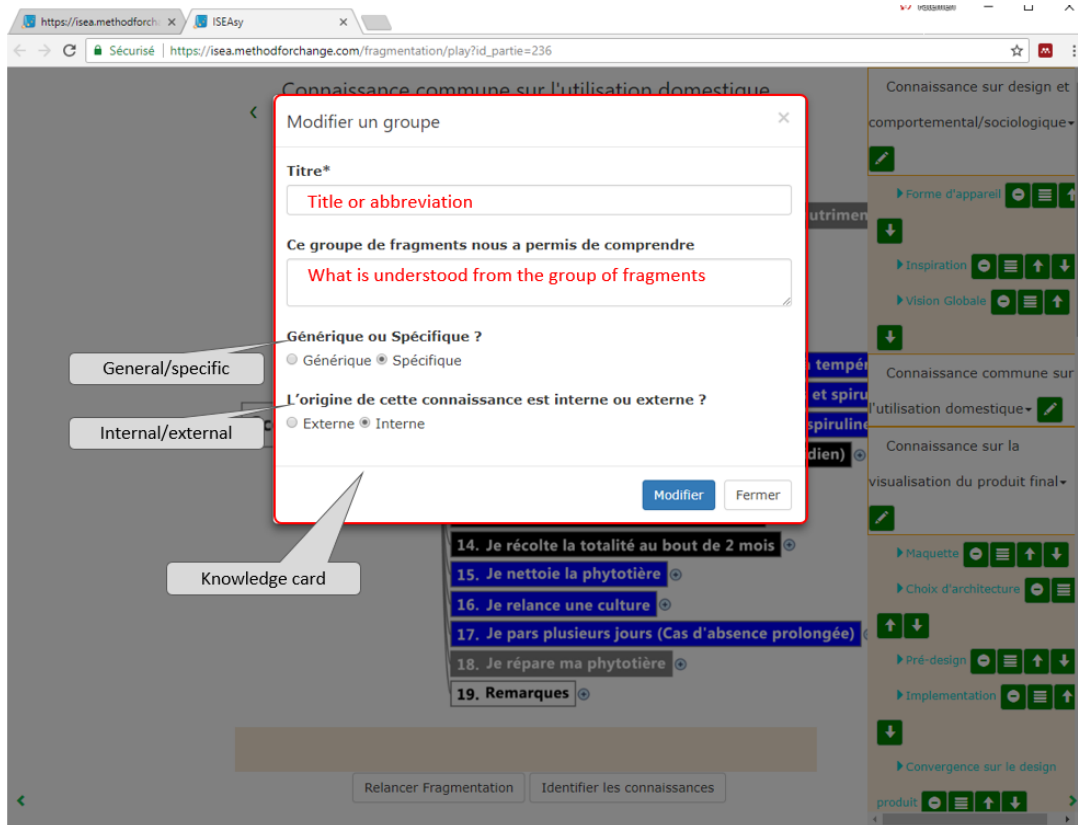 https://isea.methodforch
ISEAsy
Sécurisé | https://isea.methodforchange.com/fragmentation/play?id_partie=236
Connaissance commune sur l'utilisation domestique
Modifier un groupe
Titre*
Title or abbreviation
Ce groupe de fragments nous a permis de comprendre
What is understood from the group of fragments
Générique ou Spécifique ?
Générique Spécifique
L'origine de cette connaissance est interne ou externe ?
Externe Interne
Modifier Fermer
General/specific
Internal/external
Knowledge card
utrimen
tempér
et spiru
spiruline
dien)
14. Je récolte la totalité au bout de 2 mois
15. Je nettoie la phytotière
16. Je relance une culture
17. Je pars plusieurs jours (Cas d'absence prolongée)
18. Je répare ma phytotière
19. Remarques
Relancer Fragmentation Identifier les connaissances
Connaissance sur design et
comportemental/sociologique
Forme d'appareil
Inspiration
Vision Globale
Connaissance commune sur
l'utilisation domestique
Connaissance sur la
visualisation du produit final
Maquette
Choix d'architecture
Pré-design
Implementation
Convergence sur le design
produit